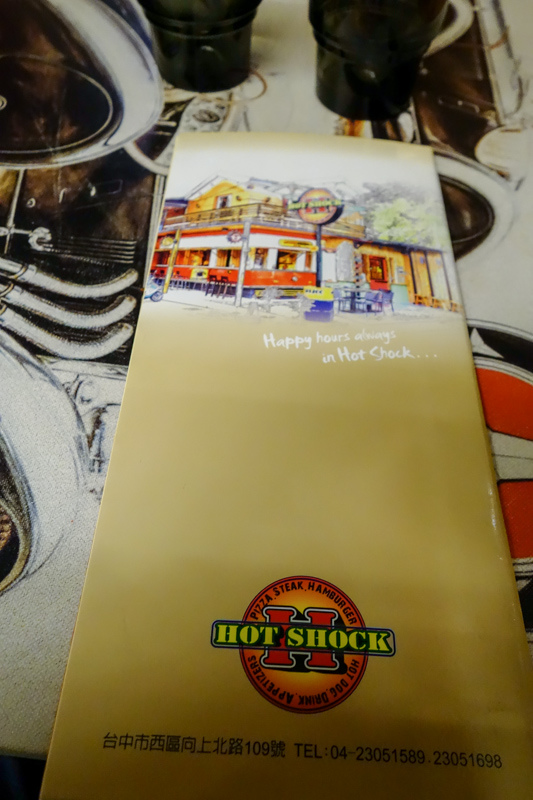 Happy hours always
in Hot Shock...
PIZZA, STEAK, HAMBURGER
HOT SHOCK
H
HOT DOG, DRINK, APPETIZERS
台中市西區向上北路109號 TEL:04-23051589.23051698